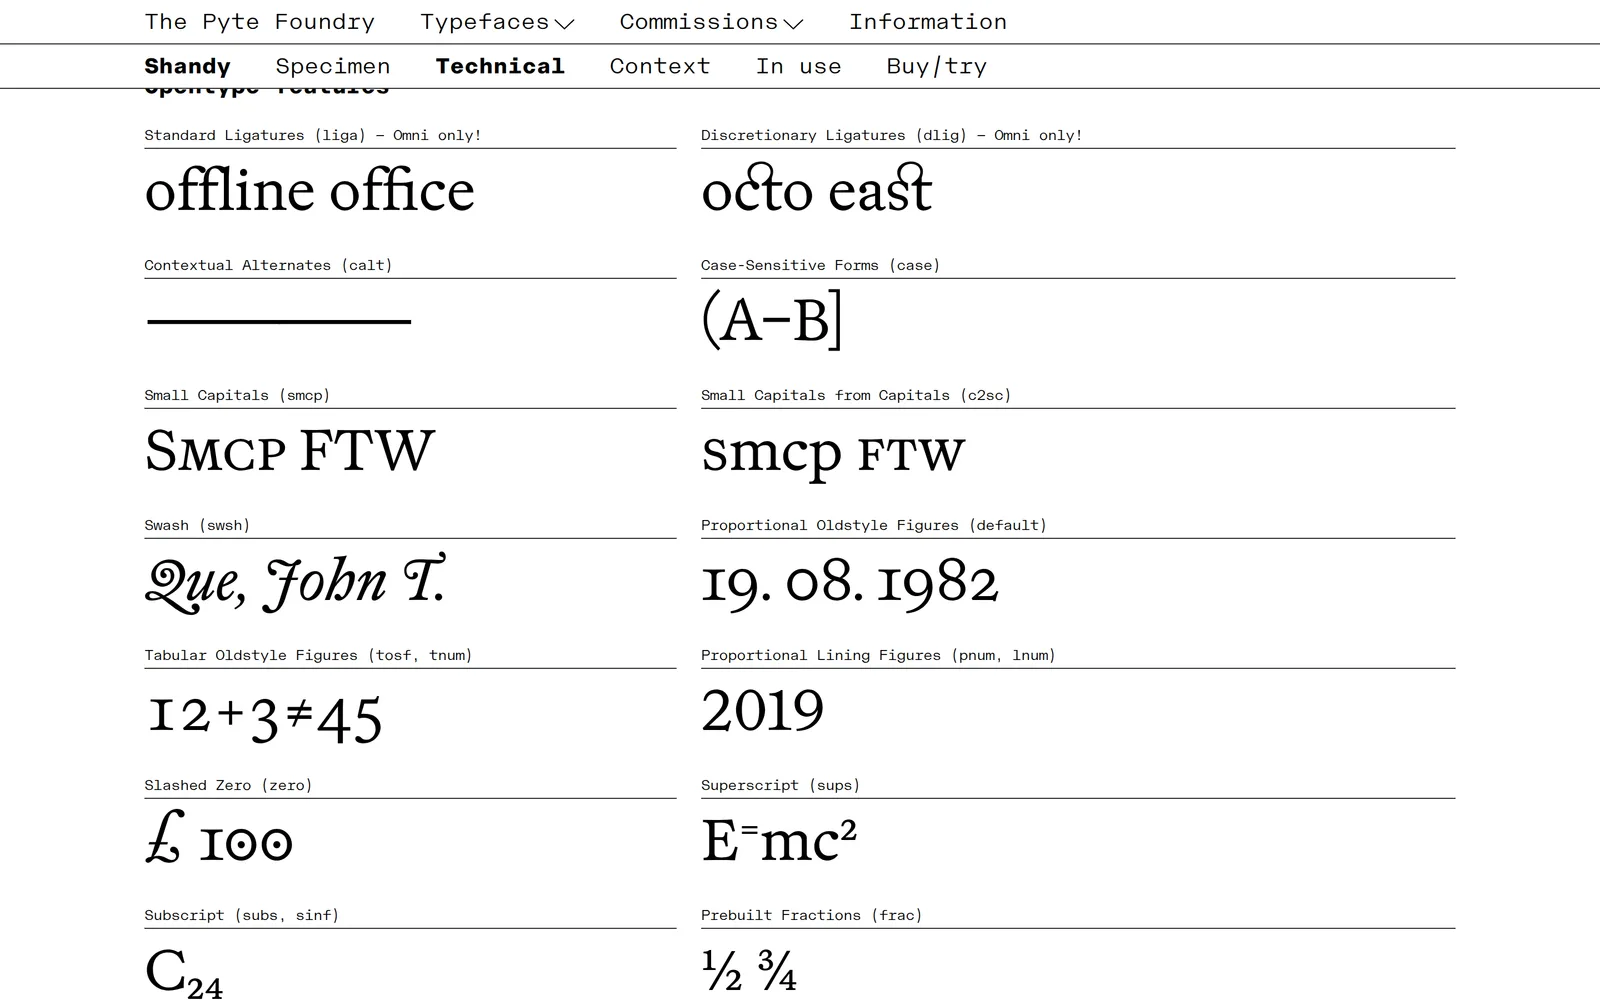 The Pyte Foundry Typefaces Commissions Information
Shandy Specimen Technical Context In use Buy/try
Opentype features
Standard Ligatures (liga) – Omni only!
offline office
Discretionary Ligatures (dlig) – Omni only!
octo east
Contextual Alternates (calt)
Case-Sensitive Forms (case)
(A–B]
Small Capitals (smcp)
Smcp FTW
Small Capitals from Capitals (c2sc)
Smcp FTW
Swash (swsh)
Que, John T.
Proportional Oldstyle Figures (default)
19. 08. 1982
Tabular Oldstyle Figures (tosf, tnum)
12+3≠45
Proportional Lining Figures (pnum, lnum)
2019
Slashed Zero (zero)
£ 100
Superscript (sups)
E⁼mc²
Subscript (subs, sinf)
C₂₄
Prebuilt Fractions (frac)
½ ¾